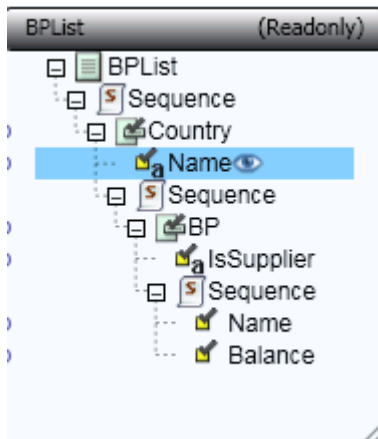 BPList (Readonly)
BPList
Sequence
Country
Name
Sequence
BP
IsSupplier
Sequence
Name
Balance